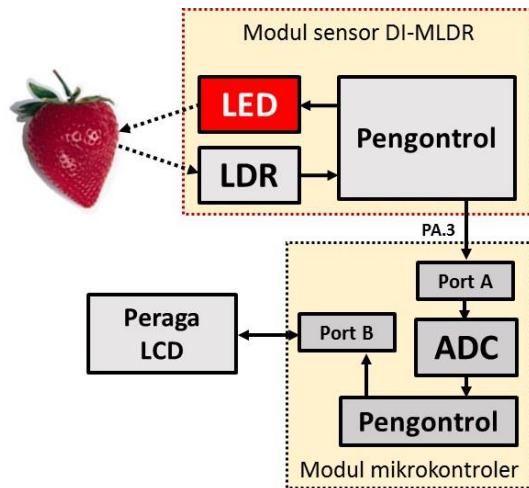 Modul sensor DI-MLDR
LED
LDR
Pengontrol
PA.3
Port A
ADC
Pengontrol
Port B
Peraga
LCD
Modul mikrokontroler